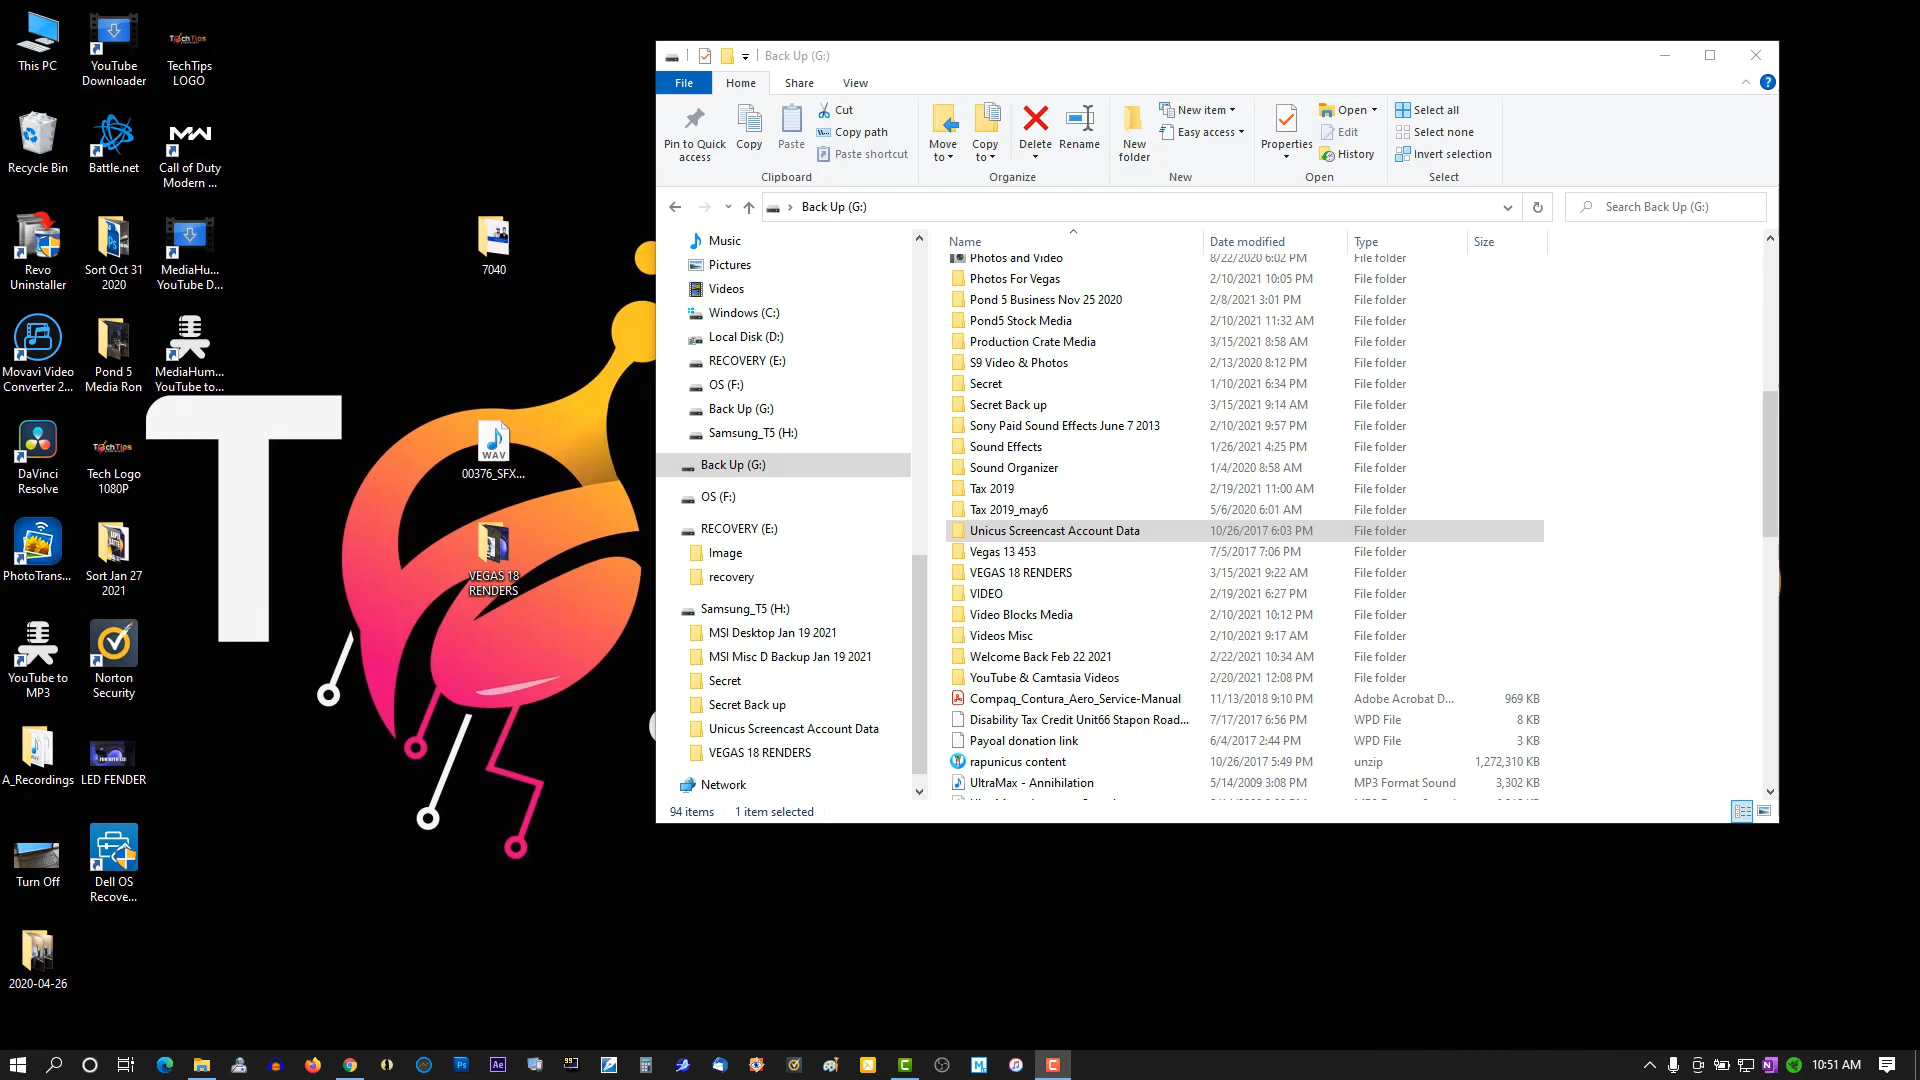 This PC
YouTube
Downloader
TechTips
TechTips
LOGO
Recycle Bin
Battle.net
Call of Duty
Modern ...
Revo
Uninstaller
Sort Oct 31
2020
MediaHu...
YouTube D...
Movavi Video
Converter 2...
Pond 5
Media Ron
MediaHum...
YouTube to...
DaVinci
Resolve
TechTips
Tech Logo
1080P
PhotoTrans...
Sort Jan 27
2021
YouTube to
MP3
Norton
Security
A_Recordings
LED FENDER
Turn Off
Dell OS
Recove...
2020-04-26
7040
WAV
00376_SFX...
VEGAS 18
RENDERS
T
Back Up (G:)
File
Home
Share
View
Pin to Quick
access
Copy
Paste
Cut
Copy path
Paste shortcut
Clipboard
Move
to
Copy
to
Delete
Rename
Organize
New
folder
New item
Easy access
New
Properties
Open
Edit
History
Open
Select all
Select none
Invert selection
Select
Back Up (G:)
Search Back Up (G:)
Music
Pictures
Videos
Windows (C:)
Local Disk (D:)
RECOVERY (E:)
OS (F:)
Back Up (G:)
Samsung_T5 (H:)
Back Up (G:)
OS (F:)
RECOVERY (E:)
Image
recovery
Samsung_T5 (H:)
MSI Desktop Jan 19 2021
MSI Misc D Backup Jan 19 2021
Secret
Secret Back up
Unicus Screencast Account Data
VEGAS 18 RENDERS
Network
Name Date modified Type Size
Photos and Video 8/22/2020 6:02 PM File folder
Photos For Vegas 2/10/2021 10:05 PM File folder
Pond 5 Business Nov 25 2020 2/8/2021 3:01 PM File folder
Pond5 Stock Media 2/10/2021 11:32 AM File folder
Production Crate Media 3/15/2021 8:58 AM File folder
S9 Video & Photos 2/13/2020 8:12 PM File folder
Secret 1/10/2021 6:34 PM File folder
Secret Back up 3/15/2021 9:14 AM File folder
Sony Paid Sound Effects June 7 2013 2/10/2021 9:57 PM File folder
Sound Effects 1/26/2021 4:25 PM File folder
Sound Organizer 1/4/2020 8:58 AM File folder
Tax 2019 2/19/2021 11:00 AM File folder
Tax 2019_may6 5/6/2020 6:01 AM File folder
Unicus Screencast Account Data 10/26/2017 6:03 PM File folder
Vegas 13 453 7/5/2017 7:06 PM File folder
VEGAS 18 RENDERS 3/15/2021 9:22 AM File folder
VIDEO 2/19/2021 6:27 PM File folder
Video Blocks Media 2/10/2021 10:12 PM File folder
Videos Misc 2/10/2021 9:17 AM File folder
Welcome Back Feb 22 2021 2/22/2021 10:34 AM File folder
YouTube & Camtasia Videos 2/20/2021 12:08 PM File folder
Compaq_Contura_Aero_Service-Manual 11/13/2018 9:10 PM Adobe Acrobat D... 969 KB
Disability Tax Credit Unit66 Stapon Road... 7/17/2017 6:56 PM WPD File 8 KB
Payoal donation link 6/4/2017 2:44 PM WPD File 3 KB
rapunicus content 10/26/2017 5:49 PM unzip 1,272,310 KB
UltraMax - Annihilation 5/14/2009 3:08 PM MP3 Format Sound 3,302 KB
94 items 1 item selected
10:51 AM